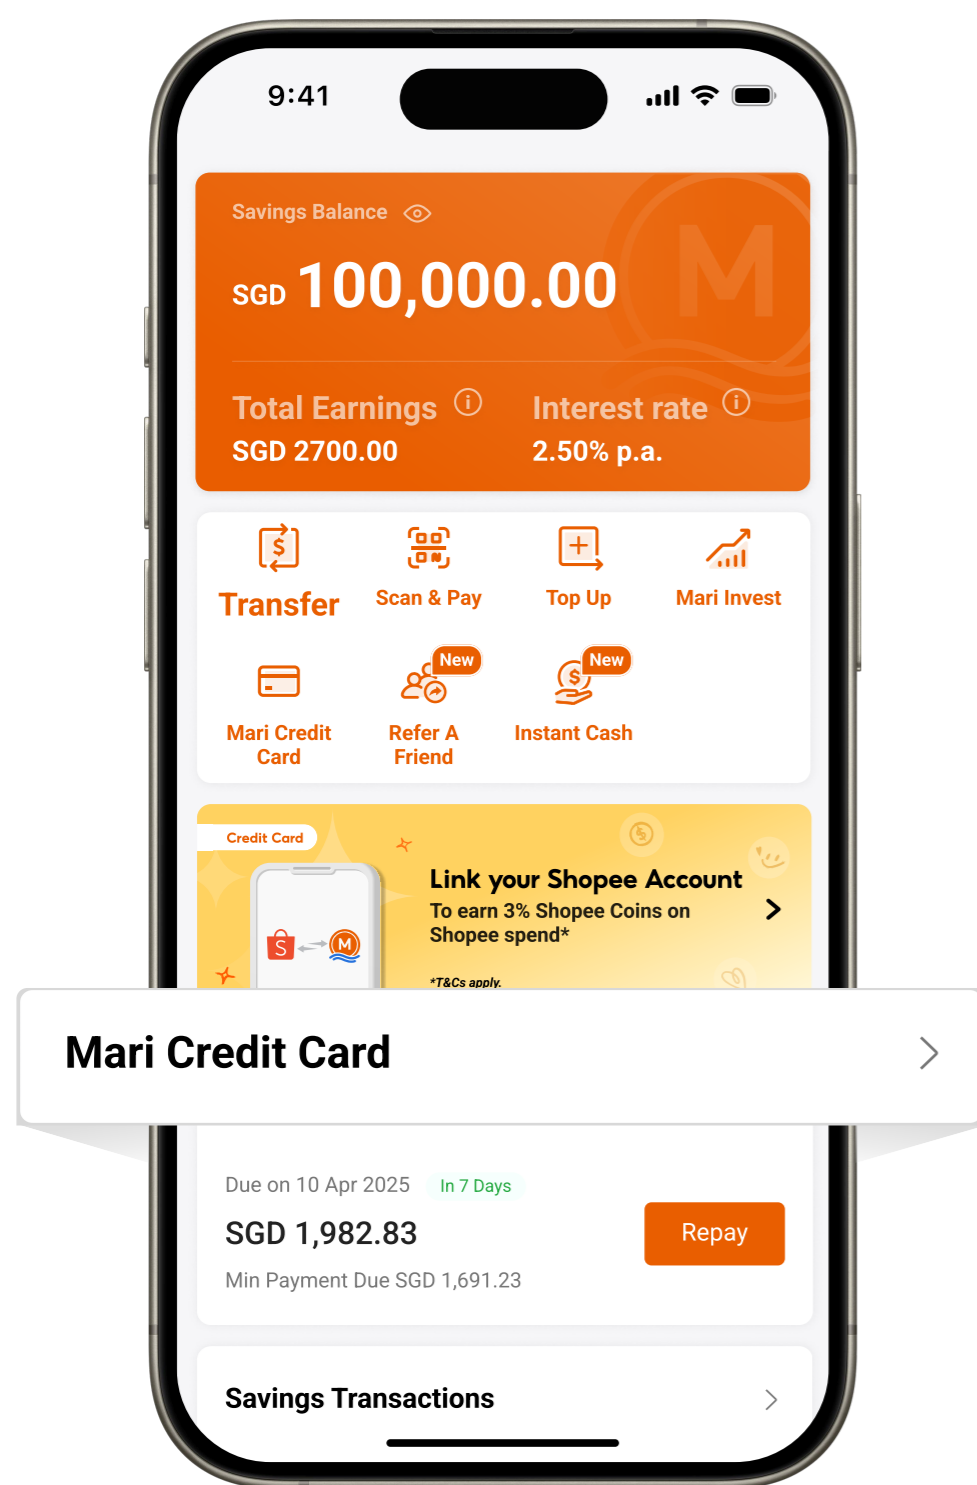 9:41
Savings Balance
SGD 100,000.00
M
Total Earnings
SGD 2700.00
Interest rate
2.50% p.a.
Transfer
Scan & Pay
Top Up
Mari Invest
New
New
Mari Credit
Card
Refer A
Friend
Instant Cash
Credit Card
Link your Shopee Account
To earn 3% Shopee Coins on
Shopee spend*
*T&Cs apply.
S
M
Mari Credit Card
Due on 10 Apr 2025
In 7 Days
SGD 1,982.83
Repay
Min Payment Due SGD 1,691.23
Savings Transactions